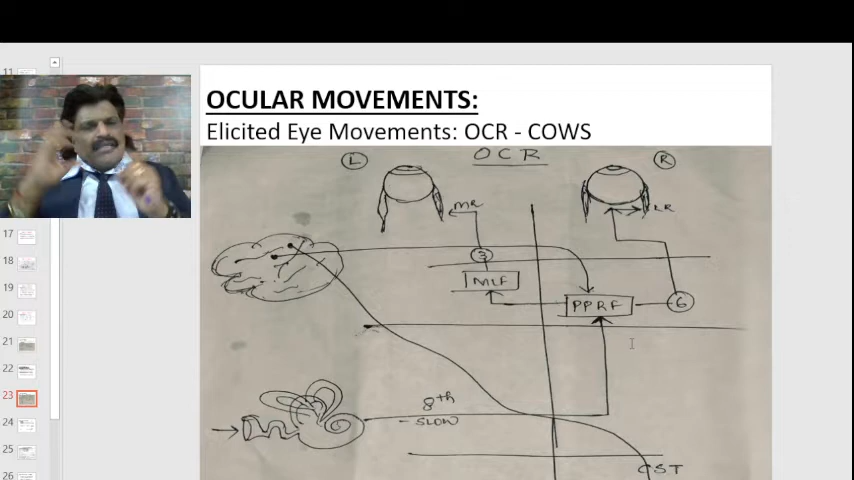 OCULAR MOVEMENTS:
Elicited Eye Movements: OCR - COWS
L
OCR
R
MR
LR
3
MLF
PPRF
6
8th
- SLOW
CST
11
17
18
19
20
21
22
23
24
25
26